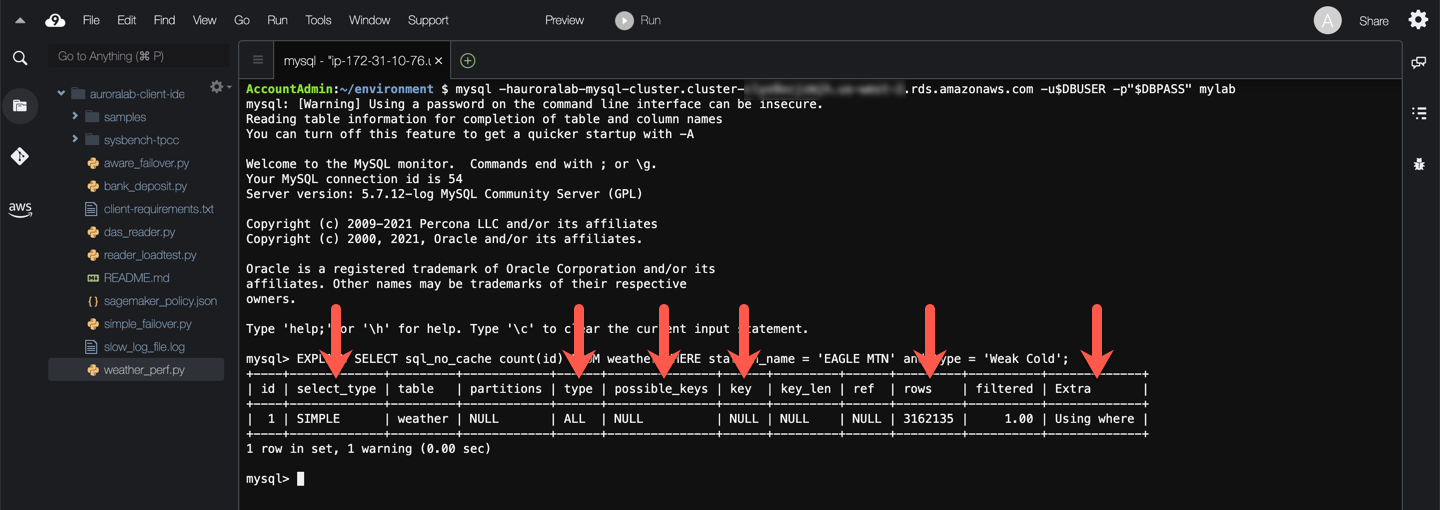 File Edit Find View Go Run Tools Window Support Preview Run A Share
9
Go to Anything (⌘ P)
mysql - "ip-172-31-10-76.u ×
auroralab-client-ide
samples
sysbench-tpcc
aware_failover.py
bank_deposit.py
client-requirements.txt
das_reader.py
reader_loadtest.py
README.md
sagemaker_policy.json
simple_failover.py
slow_log_file.log
weather_perf.py
aws
AccountAdmin:~/environment $ mysql -hauroralab-mysql-cluster.cluster- .rds.amazonaws.com -u$DBUSER -p"$DBPASS" mylab
mysql: [Warning] Using a password on the command line interface can be insecure.
Reading table information for completion of table and column names
You can turn off this feature to get a quicker startup with -A
Welcome to the MySQL monitor.  Commands end with ; or \g.
Your MySQL connection id is 54
Server version: 5.7.12-log MySQL Community Server (GPL)
Copyright (c) 2009-2021 Percona LLC and/or its affiliates
Copyright (c) 2000, 2021, Oracle and/or its affiliates.
Oracle is a registered trademark of Oracle Corporation and/or its
affiliates. Other names may be trademarks of their respective
owners.
Type 'help;' or '\h' for help. Type '\c' to clear the current input statement.
mysql> SELECT sql_no_cache count(id) weather WHERE = 'EAGLE MTN' and type = 'Weak Cold';
| id | select_type | table | partitions | type | possible_keys | key | key_len | ref | rows | filtered | Extra |
| 1 | SIMPLE | weather | NULL | ALL | NULL | NULL | NULL | NULL | 3162135 | 1.00 | Using where |
1 row in set, 1 warning (0.00 sec)
mysql>